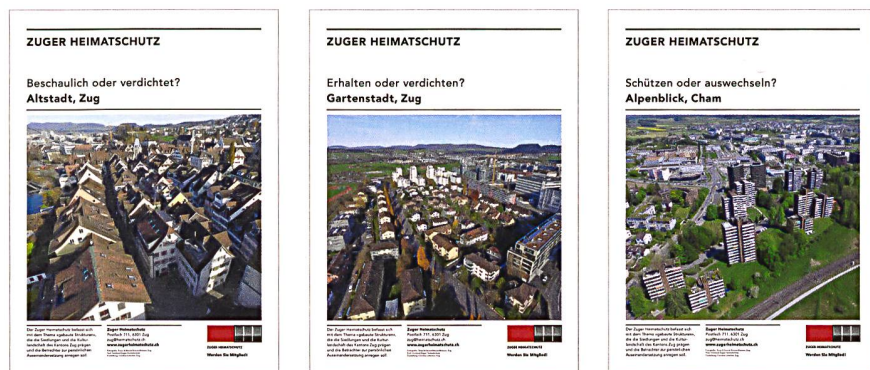 ZUGER HEIMATSCHUTZ
Beschaulich oder verdichtet?
Altstadt, Zug
Der Zuger Heimatschutz befasst sich
mit dem Thema «gebaute Strukturen,
die die Siedlungen und die Kultur-
landschaft des Kantons Zug prägen
und die Betrachter zur persönlichen
Auseinandersetzung anregen soll.
Zuger Heimatschutz
Postfach 711, 6301 Zug
zug@heimatschutz.ch
www.zugerheimatschutz.ch
ZUGER HEIMATSCHUTZ
Werden Sie Mitglied!
ZUGER HEIMATSCHUTZ
Erhalten oder verdichten?
Gartenstadt, Zug
Der Zuger Heimatschutz befasst sich
mit dem Thema «gebaute Strukturen,
die die Siedlungen und die Kultur-
landschaft des Kantons Zug prägen
und die Betrachter zur persönlichen
Auseinandersetzung anregen soll.
Zuger Heimatschutz
Postfach 711, 6301 Zug
zug@heimatschutz.ch
www.zugerheimatschutz.ch
ZUGER HEIMATSCHUTZ
Werden Sie Mitglied!
ZUGER HEIMATSCHUTZ
Schützen oder auswechseln?
Alpenblick, Cham
Der Zuger Heimatschutz befasst sich
mit dem Thema «gebaute Strukturen,
die die Siedlungen und die Kultur-
landschaft des Kantons Zug prägen
und die Betrachter zur persönlichen
Auseinandersetzung anregen soll.
Zuger Heimatschutz
Postfach 711, 6301 Zug
zug@heimatschutz.ch
www.zugerheimatschutz.ch
ZUGER HEIMATSCHUTZ
Werden Sie Mitglied!